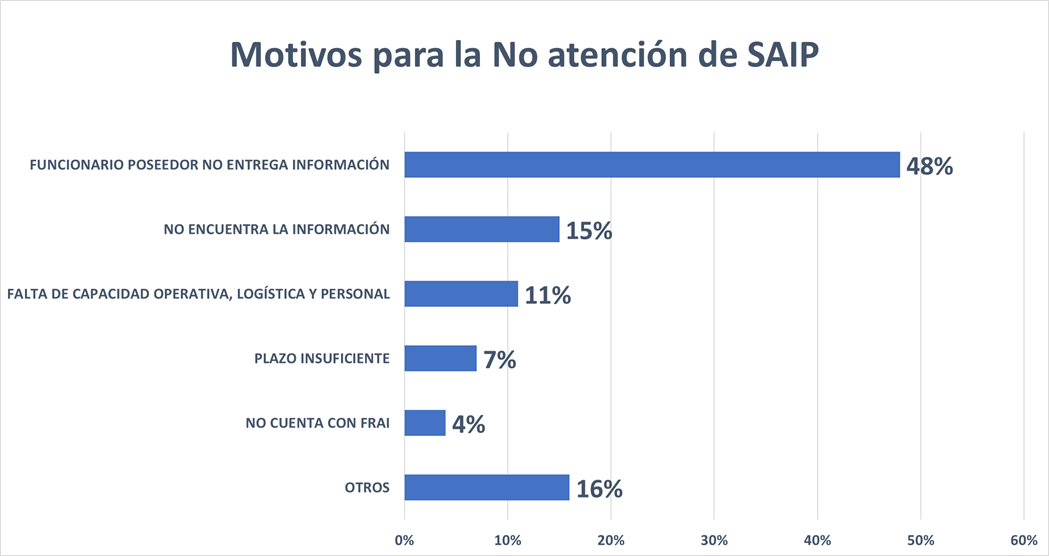 Motivos para la No atención de SAIP
FUNCIONARIO POSEEDOR NO ENTREGA INFORMACIÓN 48%
NO ENCUENTRA LA INFORMACIÓN 15%
FALTA DE CAPACIDAD OPERATIVA, LOGÍSTICA Y PERSONAL 11%
PLAZO INSUFICIENTE 7%
NO CUENTA CON FRAI 4%
OTROS 16%
0% 10% 20% 30% 40% 50% 60%